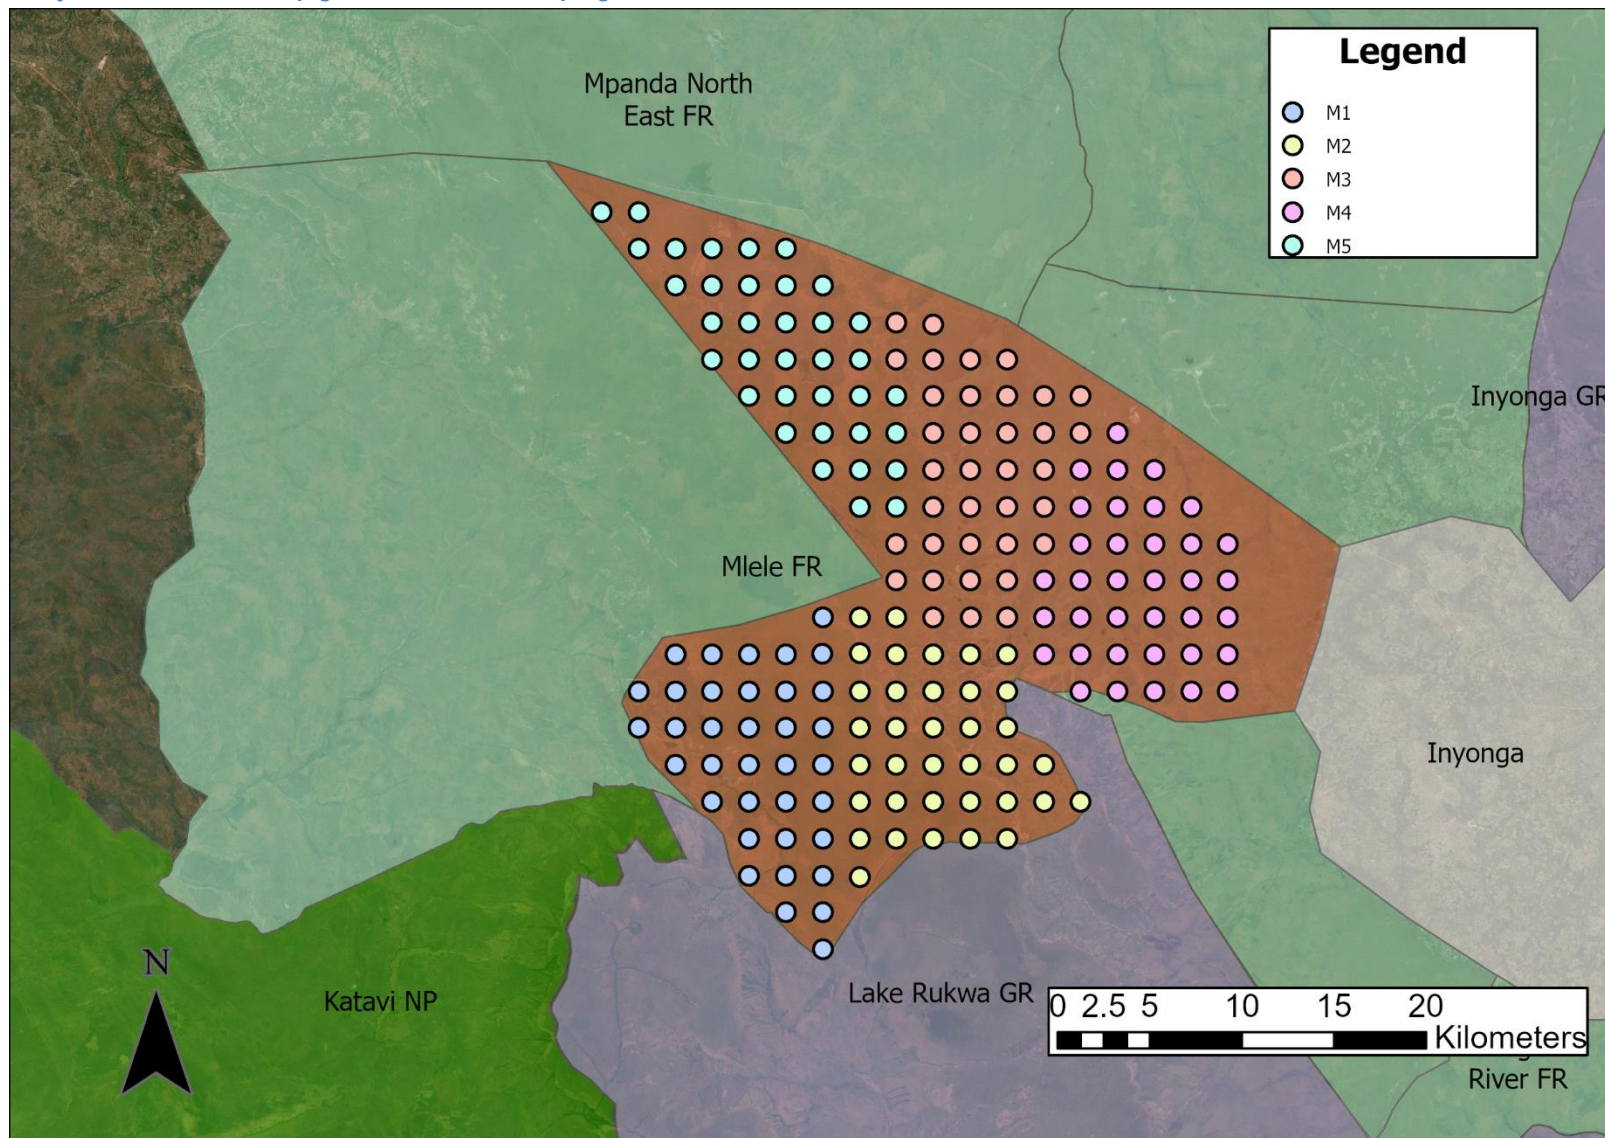 Mpanda North
East FR
Legend
M1
M2
M3
M4
M5
Inyonga GR
Mlele FR
Inyonga
N
Katavi NP
Lake Rukwa GR
0 2.5 5 10 15 20
Kilometers
River FR